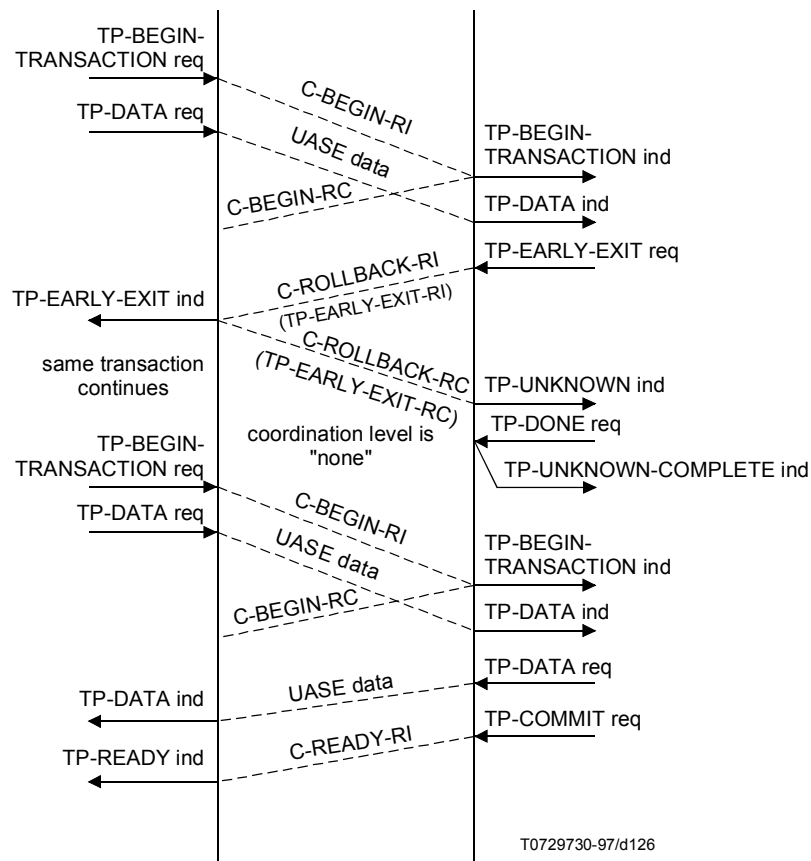 TP-BEGIN-
TRANSACTION req
C-BEGIN-RI
TP-DATA req
UASE data
TP-BEGIN-
TRANSACTION ind
C-BEGIN-RC
TP-DATA ind
TP-EARLY-EXIT req
C-ROLLBACK-RI
(TP-EARLY-EXIT-RI)
TP-EARLY-EXIT ind
C-ROLLBACK-RC
(TP-EARLY-EXIT-RC)
same transaction
continues
TP-UNKNOWN ind
TP-DONE req
coordination level is
"none"
TP-UNKNOWN-COMPLETE ind
TP-BEGIN-
TRANSACTION req
C-BEGIN-RI
TP-DATA req
UASE data
TP-BEGIN-
TRANSACTION ind
C-BEGIN-RC
TP-DATA ind
TP-DATA req
UASE data
TP-DATA ind
TP-COMMIT req
C-READY-RI
TP-READY ind
T0729730-97/d126